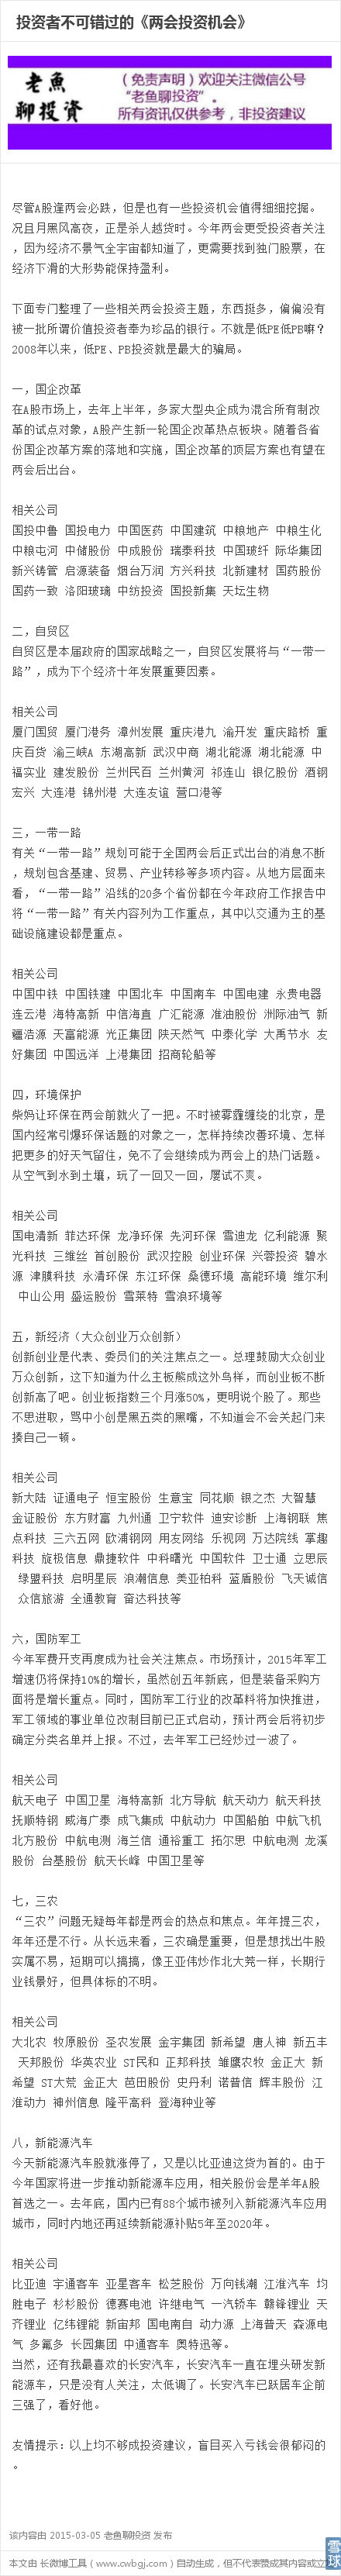 投资者不可错过的《两会投资机会》
老魚
聊投資
(免责声明)欢迎关注微信公号
“老鱼聊投资”。
所有资讯仅供参考，非投资建议
尽管A股逢两会必跌，但是也有一些投资机会值得细细挖掘。
况且月黑风高夜，正是杀人越货时。今年两会更受投资者关注
，因为经济不景气全宇宙都知道了，更需要找到独门股票，在
经济下滑的大形势能保持盈利。
下面专门整理了一些相关两会投资主题，东西挺多，偏偏没有
被一批所谓价值投资者奉为珍品的银行。不就是低PE低PB嘛？
2008年以来，低PE、PB投资就是最大的骗局。
一，国企改革
在A股市场上，去年上半年，多家大型央企成为混合所有制改
革的试点对象，A股产生新一轮国企改革热点板块。随着各省
份国企改革方案的落地和实施，国企改革的顶层方案也有望在
两会后出台。
相关公司
国投中鲁 国投电力 中国医药 中国建筑 中粮地产 中粮生化
中粮屯河 中储股份 中成股份 瑞泰科技 中国玻纤 际华集团
新兴铸管 启源装备 烟台万润 方兴科技 北新建材 国药股份
国药一致 洛阳玻璃 中纺投资 国投新集 天坛生物
二，自贸区
自贸区是本届政府的国家战略之一，自贸区发展将与“一带一
路”，成为下个经济十年发展重要因素。
相关公司
厦门国贸 厦门港务 漳州发展 重庆港九 渝开发 重庆路桥 重
庆百货 渝三峡A 东湖高新 武汉中商 湖北能源 湖北能源 中
福实业 建发股份 兰州民百 兰州黄河 祁连山 银亿股份 酒钢
宏兴 大连港 锦州港 大连友谊 营口港等
三，一带一路
有关“一带一路”规划可能于全国两会后正式出台的消息不断
，规划包含基建、贸易、产业转移等多项内容。从地方层面来
看，“一带一路”沿线的20多个省份都在今年政府工作报告中
将“一带一路”有关内容列为工作重点，其中以交通为主的基
础设施建设都是重点。
相关公司
中国中铁 中国铁建 中国北车 中国南车 中国电建 永贵电器
连云港 海特高新 中信海直 广汇能源 准油股份 洲际油气 新
疆浩源 天富能源 光正集团 陕天然气 中泰化学 大禹节水 友
好集团 中国远洋 上港集团 招商轮船等
四，环境保护
柴妈让环保在两会前就火了一把。不时被雾霾缠绕的北京，是
国内经常引爆环保话题的对象之一，怎样持续改善环境、怎样
把更多的好天气留住，免不了会继续成为两会上的热门话题。
从空气到水到土壤，玩了一回又一回，屡试不爽。
相关公司
国电清新 菲达环保 龙净环保 先河环保 雪迪龙 亿利能源 聚
光科技 三维丝 首创股份 武汉控股 创业环保 兴蓉投资 碧水
源 津膜科技 永清环保 东江环保 桑德环境 高能环境 维尔利
中山公用 盛运股份 雪莱特 雪浪环境等
五，新经济（大众创业万众创新）
创新创业是代表、委员们的关注焦点之一。总理鼓励大众创业
万众创新，这下知道为什么主板熊成这外鸟样，而创业板不断
创新高了吧。创业板指数三个月涨50%，更明说个股了。那些
不思进取，骂中小创是黑五类的黑嘴，不知道会不会关起门来
揍自己一顿。
相关公司
新大陆 证通电子 恒宝股份 生意宝 同花顺 银之杰 大智慧
金证股份 东方财富 九州通 卫宁软件 迪安诊断 上海钢联 焦
点科技 三六五网 欧浦钢网 用友网络 乐视网 万达院线 掌趣
科技 旋极信息 鼎捷软件 中科曙光 中国软件 卫士通 立思辰
绿盟科技 启明星辰 浪潮信息 美亚柏科 蓝盾股份 飞天诚信
众信旅游 全通教育 奋达科技等
六，国防军工
今年军费开支再度成为社会关注焦点。市场预计，2015年军工
增速仍将保持10%的增长，虽然创五年新底，但是装备采购方
面将是增长重点。同时，国防军工行业的改革料将加快推进，
军工领域的事业单位改制目前已正式启动，预计两会后将初步
确定分类名单并上报。不过，去年军工已经炒过一波了。
相关公司
航天电子 中国卫星 海特高新 北方导航 航天动力 航天科技
抚顺特钢 威海广泰 成飞集成 中航动力 中国船舶 中航飞机
北方股份 中航电测 海兰信 通裕重工 拓尔思 中航电测 龙溪
股份 台基股份 航天长峰 中国卫星等
七，三农
“三农”问题无疑每年都是两会的热点和焦点。年年提三农，
年年还是不行。从长远来看，三农确是重要，但是想找出牛股
实属不易，短期可以搞搞，像王亚伟炒作北大荒一样，长期行
业钱景好，但具体标的不明。
相关公司
大北农 牧原股份 圣农发展 金宇集团 新希望 唐人神 新五丰
天邦股份 华英农业 ST民和 正邦科技 雏鹰农牧 金正大 新
希望 ST大荒 金正大 芭田股份 史丹利 诺普信 辉丰股份 江
淮动力 神州信息 隆平高科 登海种业等
八，新能源汽车
今天新能源汽车股就涨停了，又是以比亚迪这货为首的。由于
今年国家将进一步推动新能源车应用，相关股份会是羊年A股
首选之一。去年底，国内已有88个城市被列入新能源汽车应用
城市，同时内地还再延续新能源补贴5年至2020年。
相关公司
比亚迪 宇通客车 亚星客车 松芝股份 万向钱潮 江淮汽车 均
胜电子 杉杉股份 德赛电池 许继电气 一汽轿车 赣锋锂业 天
齐锂业 亿纬锂能 新宙邦 国电南自 动力源 上海普天 森源电
气 多氟多 长园集团 中通客车 奥特迅等。
当然，还有我最喜欢的长安汽车，长安汽车一直在埋头研发新
能源车，只是没有人关注，太低调了。长安汽车已跃居车企前
三强了，看好他。
友情提示：以上均不够成投资建议，盲目买入亏钱会很郁闷的
。
该内容由 2015-03-05 老鱼聊投资 发布
本文由 长微博工具（www.cwbgj.com）自动生成，但不代表赞成其内容或立
雪球